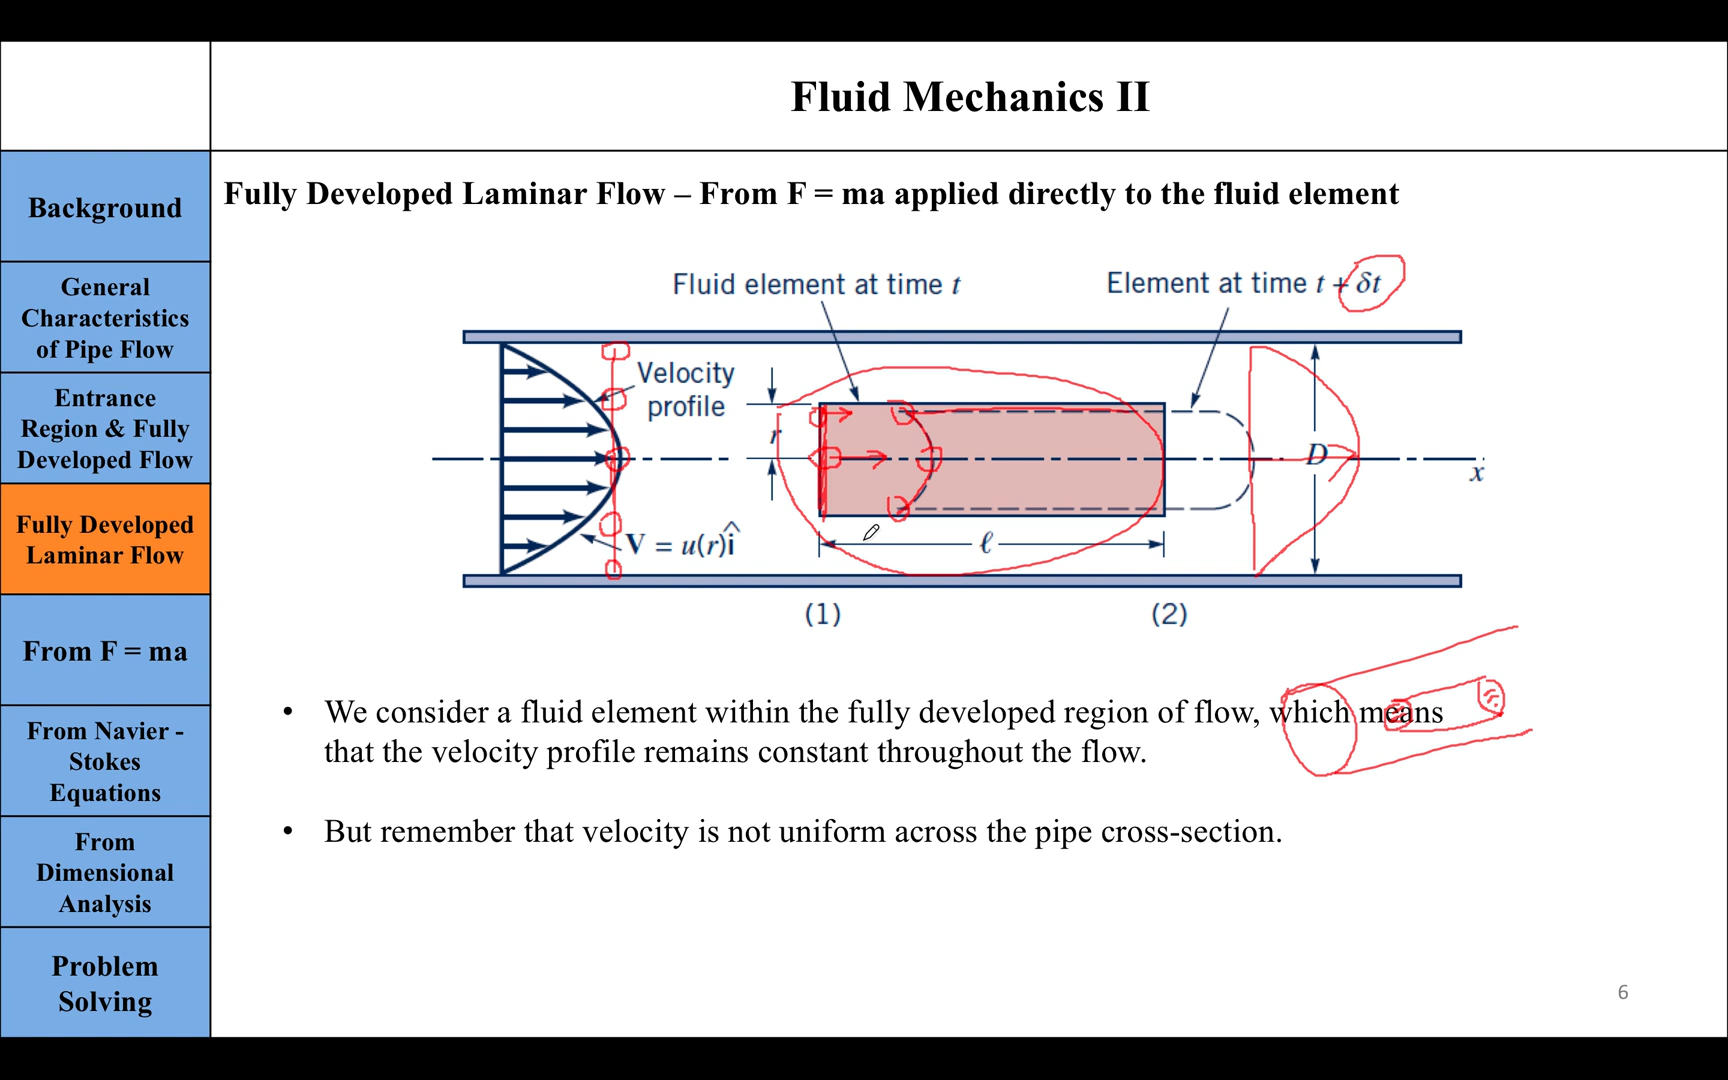 Fluid Mechanics II
Background
General
Characteristics
of Pipe Flow
Entrance
Region & Fully
Developed Flow
Fully Developed
Laminar Flow
From F = ma
From Navier -
Stokes
Equations
From
Dimensional
Analysis
Problem
Solving
Fully Developed Laminar Flow – From F = ma applied directly to the fluid element
Fluid element at time t
Element at time t + δt
Velocity
profile
r
D
x
V = u(r)î
ℓ
(1)
(2)
• We consider a fluid element within the fully developed region of flow, which means
that the velocity profile remains constant throughout the flow.
• But remember that velocity is not uniform across the pipe cross-section.
6